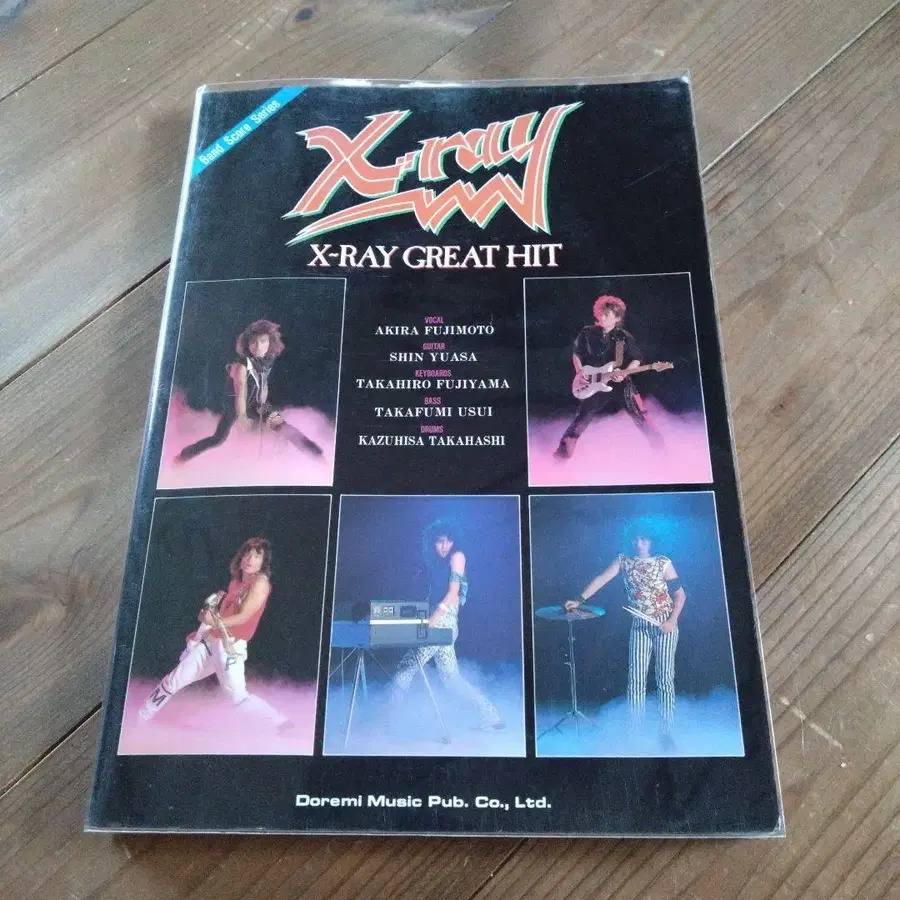 Band Score Series
X-ray
X-RAY GREAT HIT
VOCAL
AKIRA FUJIMOTO
GUITAR
SHIN YUASA
KEYBOARDS
TAKAHIRO FUJIYAMA
BASS
TAKAFUMI USUI
DRUMS
KAZUHISA TAKAHASHI
Doremi Music Pub. Co., Ltd.